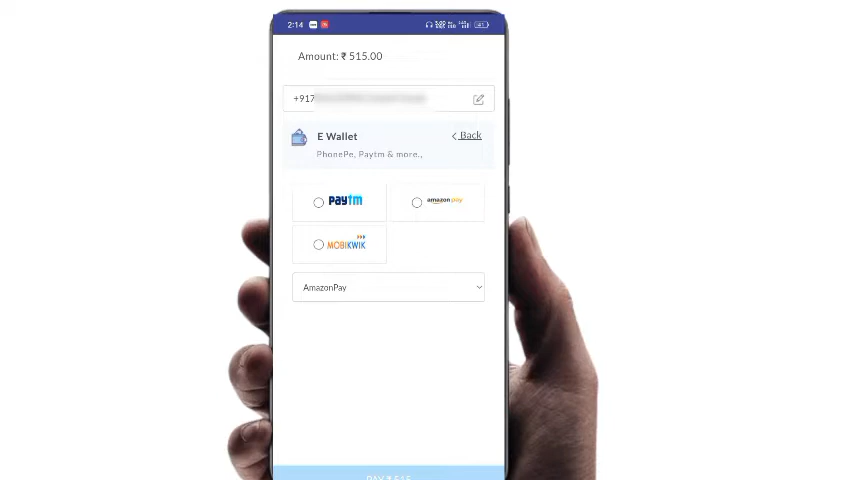 2:14
Amount: ₹ 515.00
+917
E Wallet
Back
PhonePe, Paytm & more.,
paytm
amazon pay
MOBIKWIK
AmazonPay
PAY ₹ 515